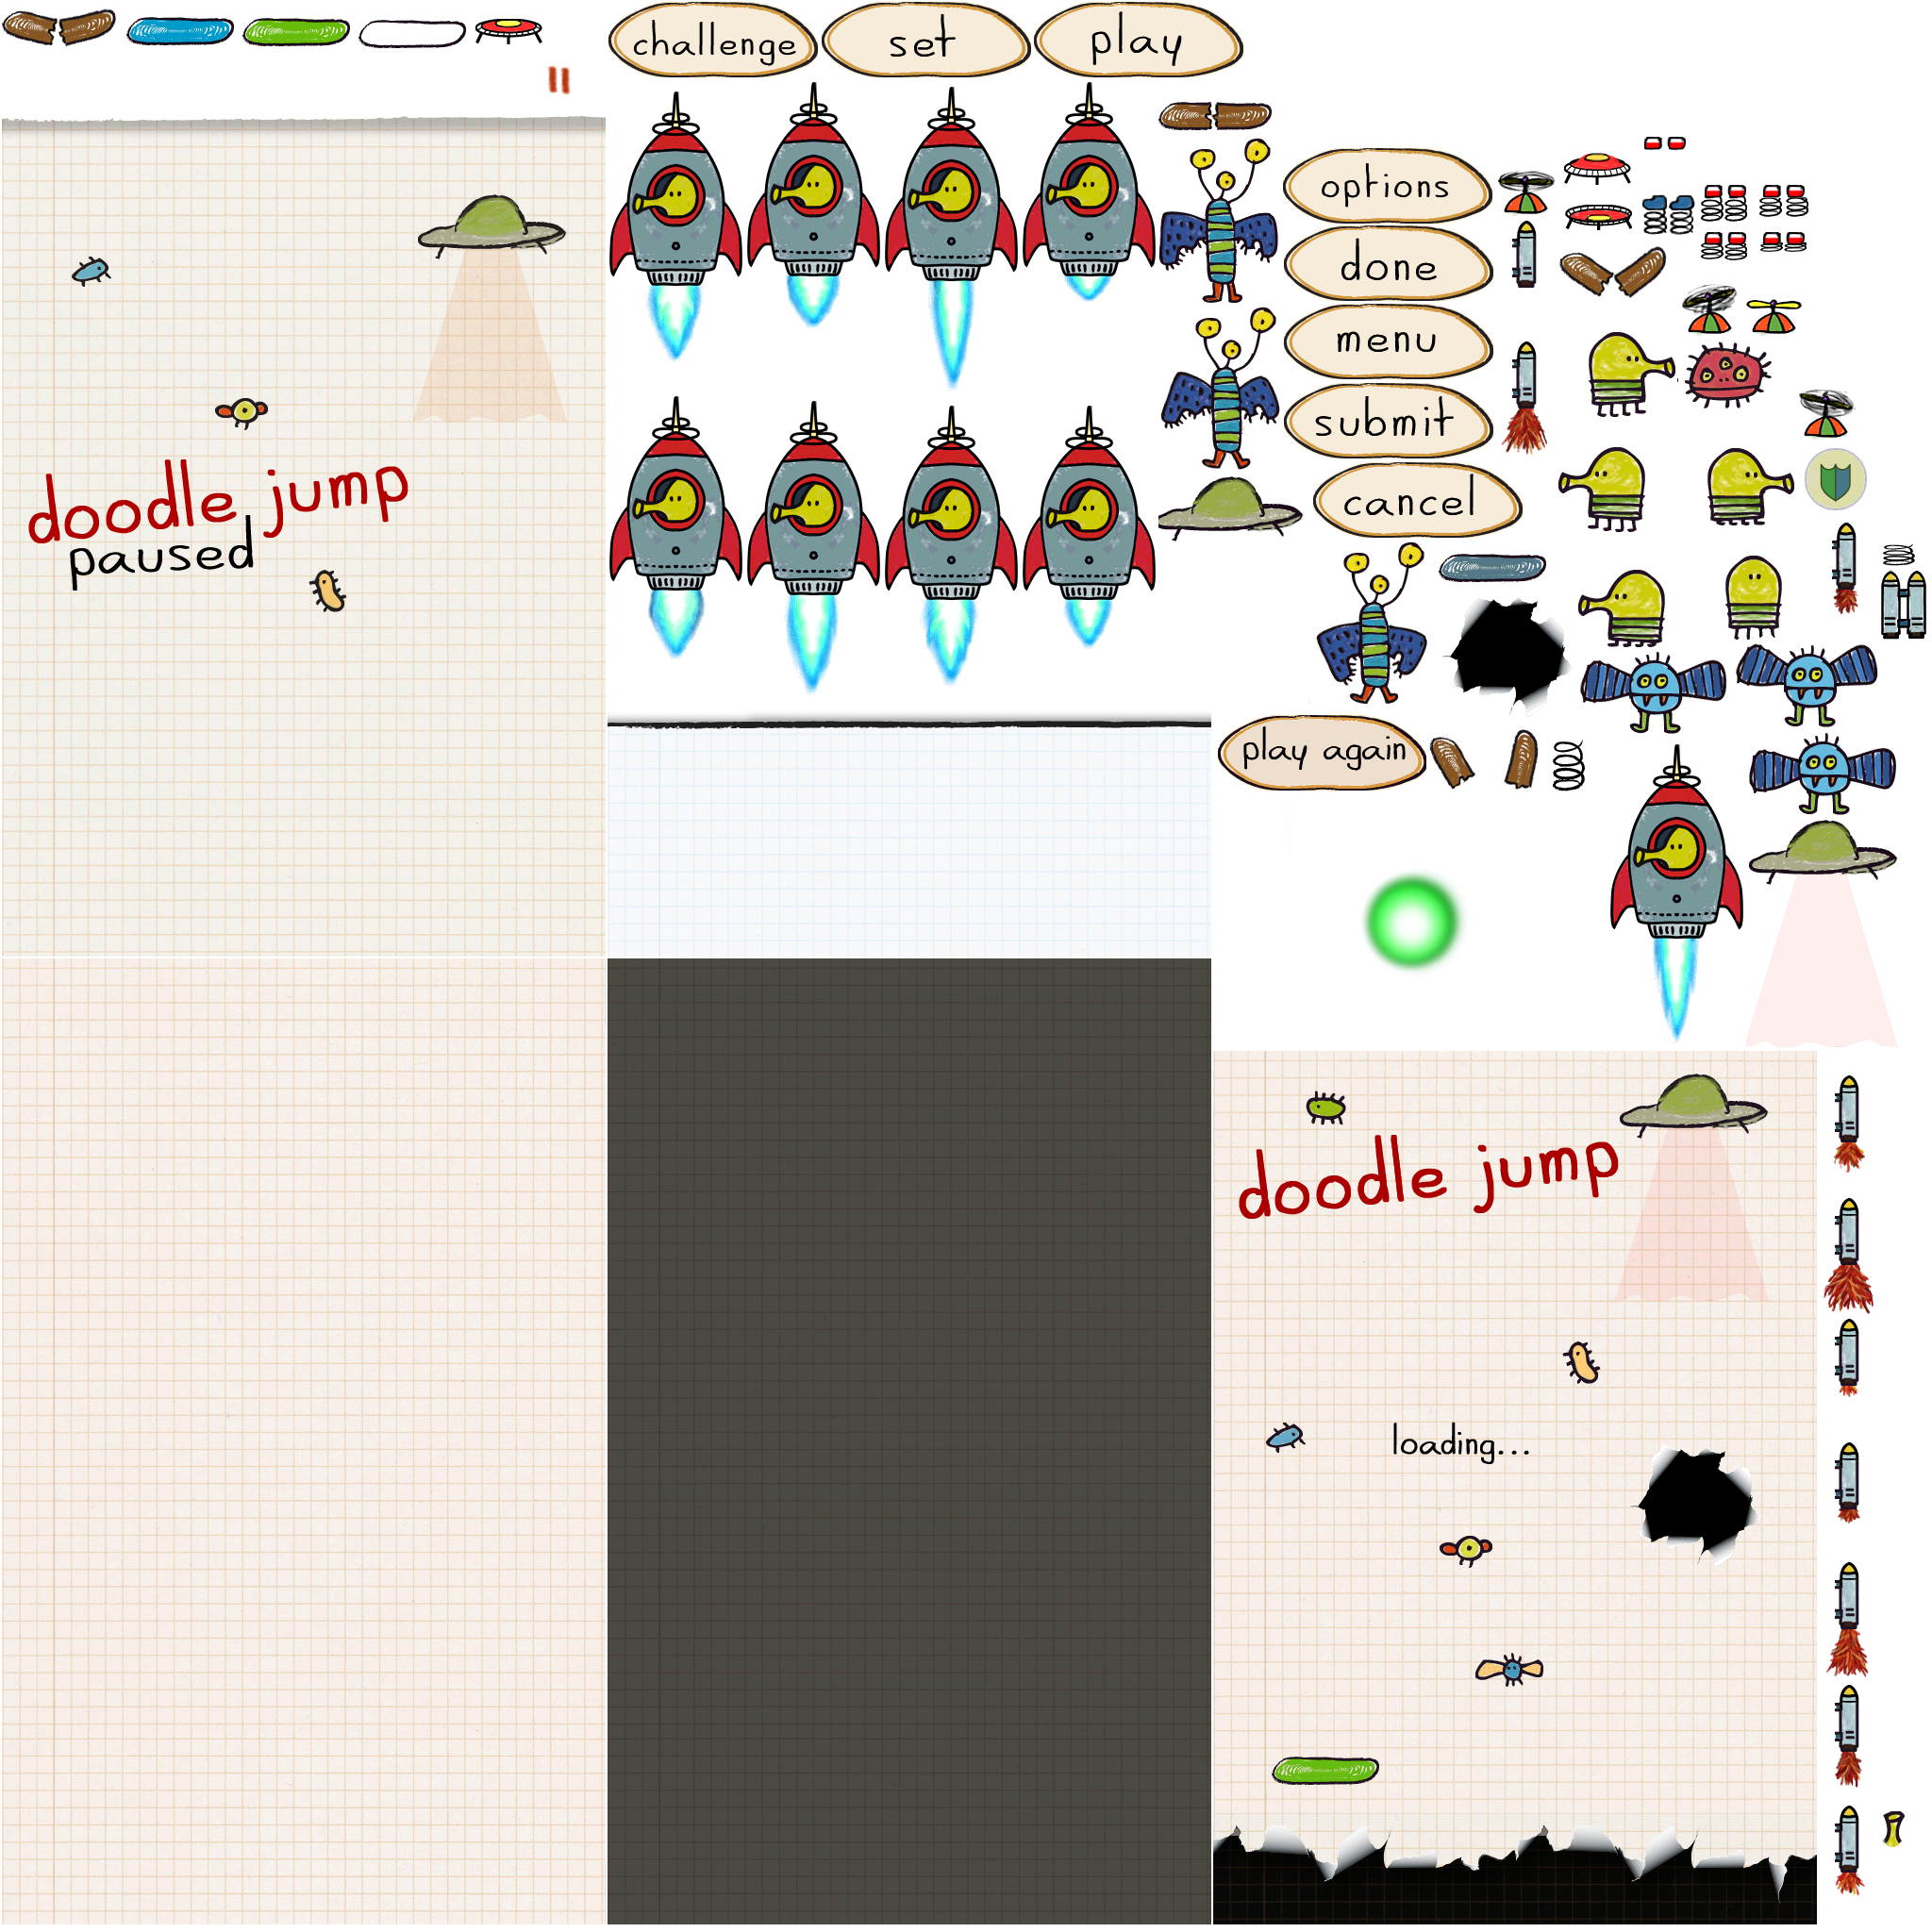 challenge
set
play
options
done
menu
submit
cancel
doodle jump
paused
play again
doodle jump
loading...